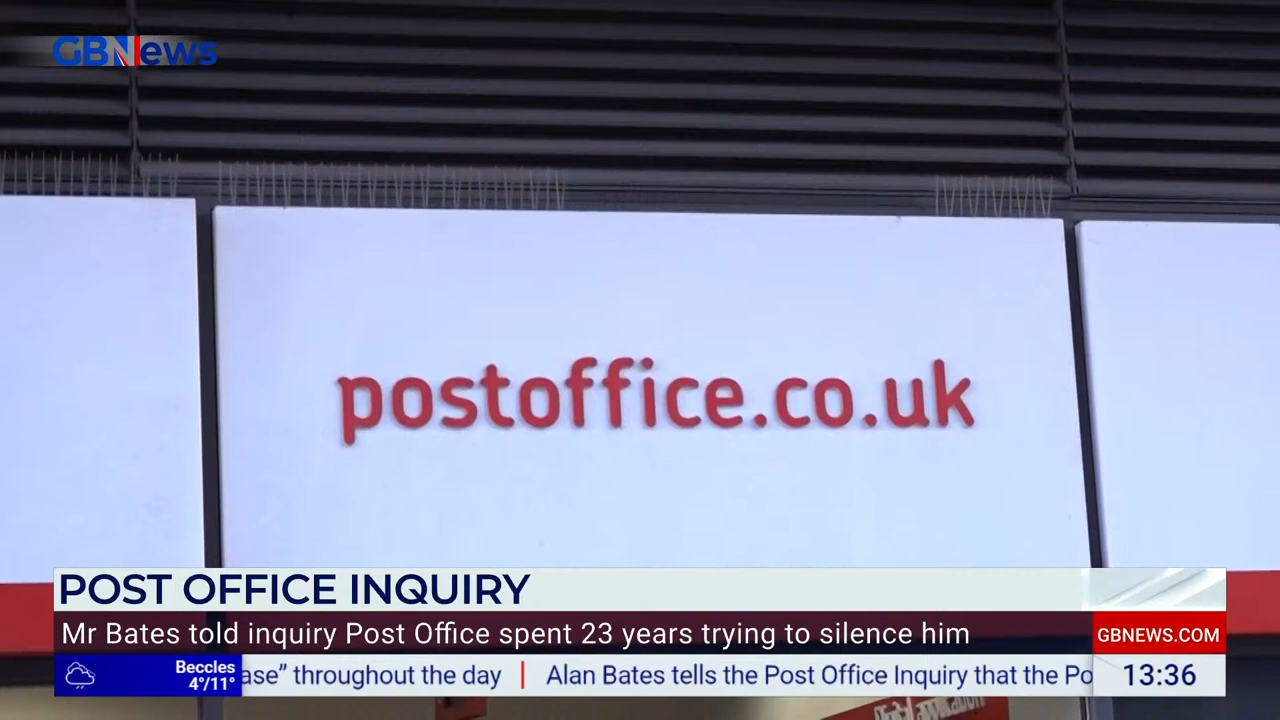 GBNews
postoffice.co.uk
POST OFFICE INQUIRY
Mr Bates told inquiry Post Office spent 23 years trying to silence him
GBNEWS.COM
Beccles
4°/11°
ase” throughout the day | Alan Bates tells the Post Office Inquiry that the Po
13:36